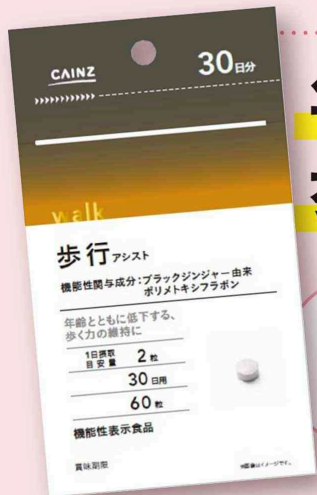 CAINZ
30日分
walk
歩行アシスト
機能性関与成分：ブラックジンジャー由来
ポリメトキシフラボン
年齢とともに低下する、
歩く力の維持に
1日摂取
目安量 2粒
30日用
60粒
機能性表示食品
賞味期限
※画像はイメージです。